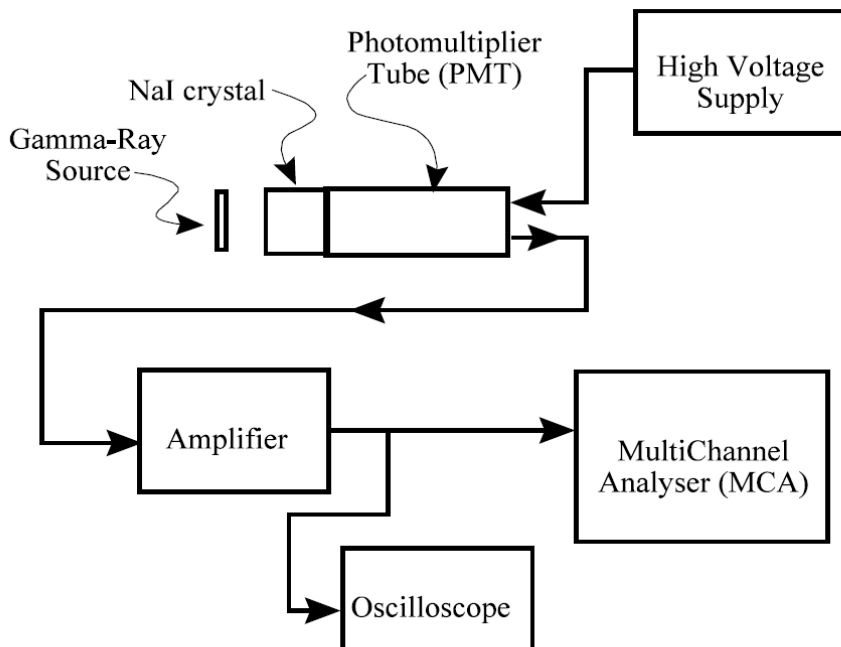 Photomultiplier
Tube (PMT)
High Voltage
Supply
NaI crystal
Gamma-Ray
Source
Amplifier
MultiChannel
Analyser (MCA)
Oscilloscope